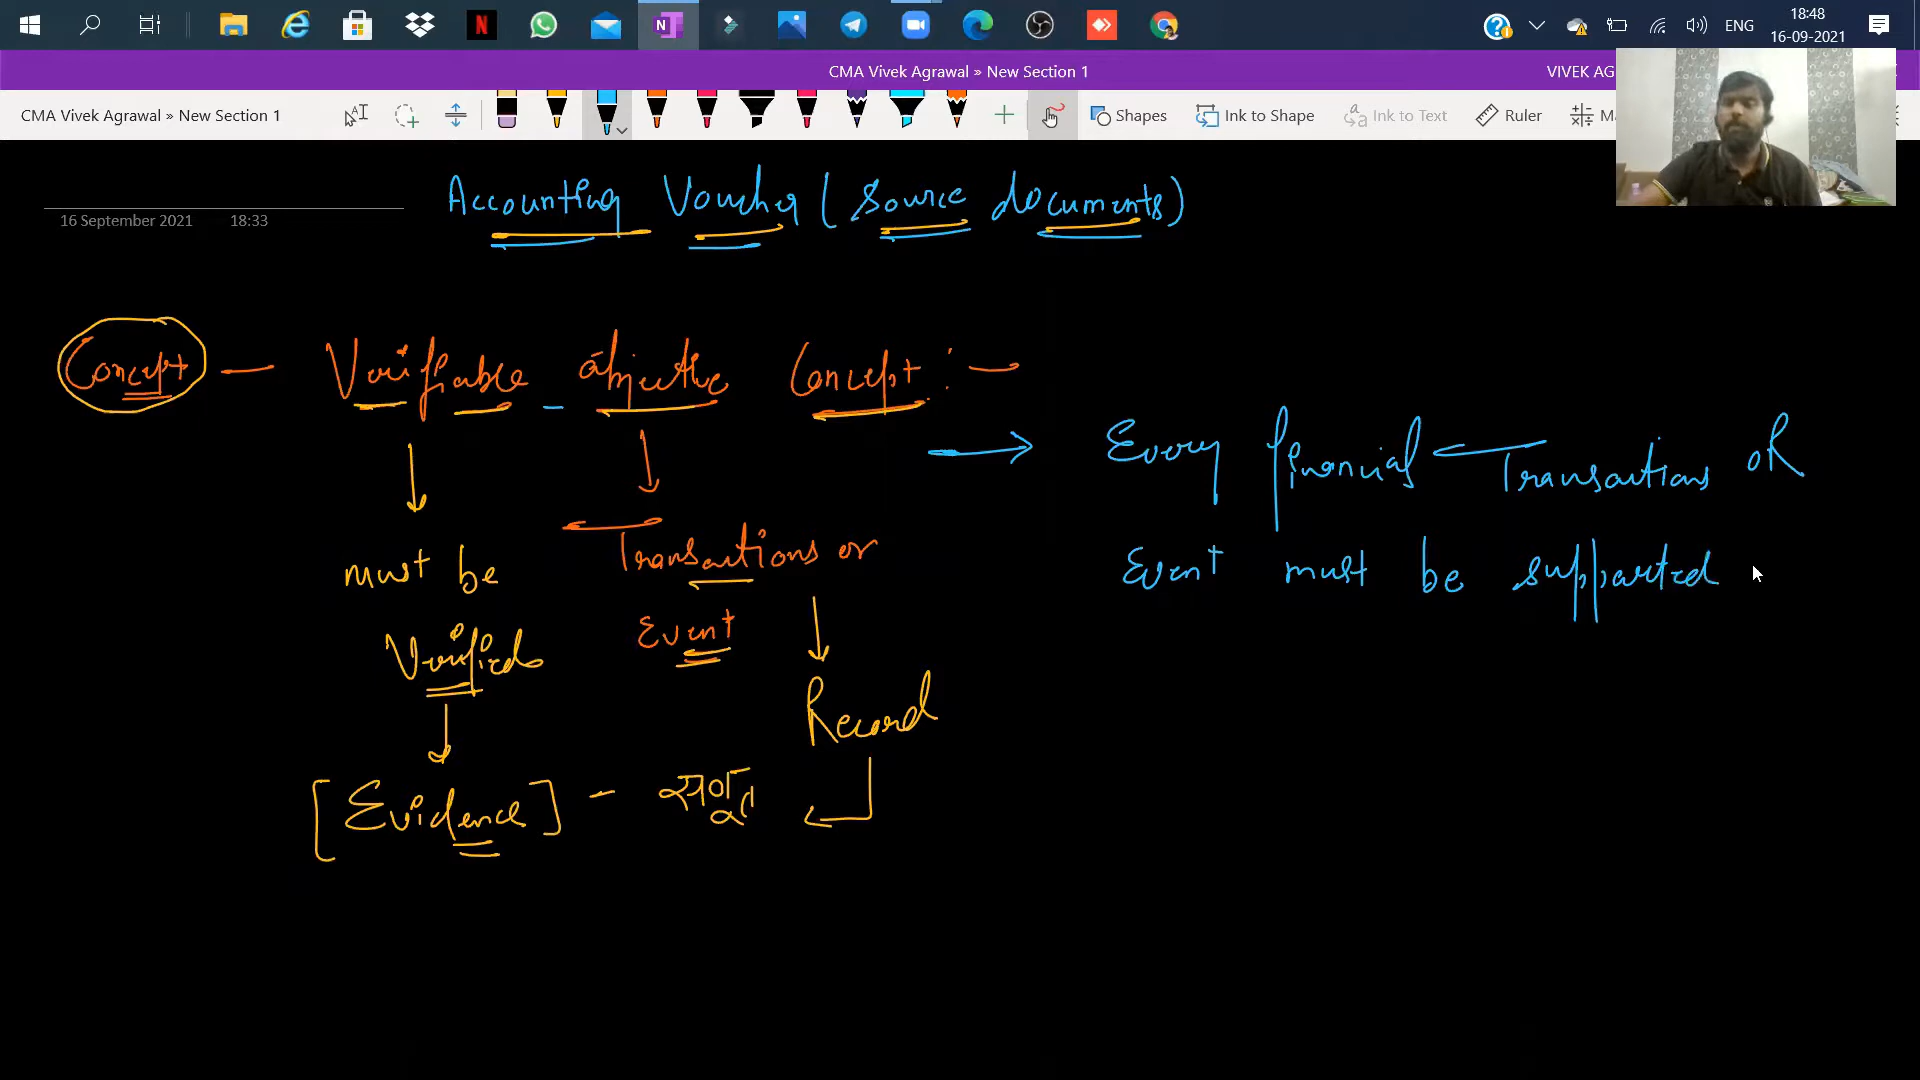 ENG
18:48
16-09-2021
CMA Vivek Agrawal » New Section 1
VIVEK AG
CMA Vivek Agrawal » New Section 1
Shapes
Ink to Shape
Ink to Text
Ruler
Accounting Voucher ( Source documents )
16 September 2021 18:33
Concept — Verifiable objective Concept : —
→ Every financial Transactions OR
Event must be supparted
must be
Verified
[ Evidence ] - सबूत
Transactions or
Event
Record